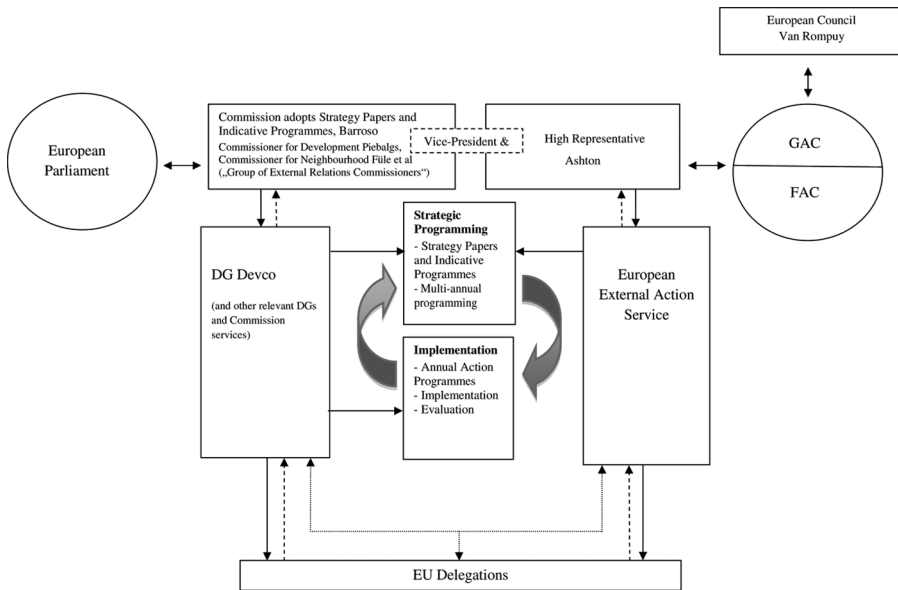 European Council
Van Rompuy
European
Parliament
Commission adopts Strategy Papers and
Indicative Programmes, Barroso
Commissioner for Development Piebalgs,
Commissioner for Neighbourhood Füle et al
(„Group of External Relations Commissioners“)
Vice-President &
High Representative
Ashton
GAC
FAC
DG Devco
(and other relevant DGs
and Commission
services)
Strategic
Programming
- Strategy Papers
and Indicative
Programmes
- Multi-annual
programming
Implementation
- Annual Action
Programmes
- Implementation
- Evaluation
European
External Action
Service
EU Delegations